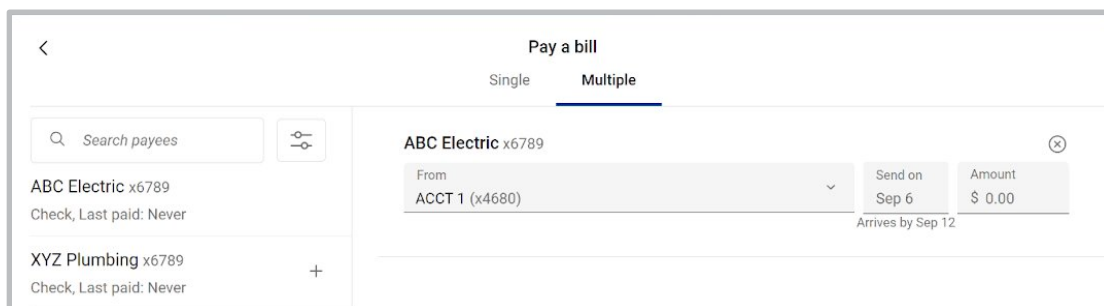 Pay a bill
Single Multiple
Search payees
ABC Electric x6789
Check, Last paid: Never
XYZ Plumbing x6789
Check, Last paid: Never
ABC Electric x6789
From
ACCT 1 (x4680)
Send on
Sep 6
Arrives by Sep 12
Amount
$ 0.00